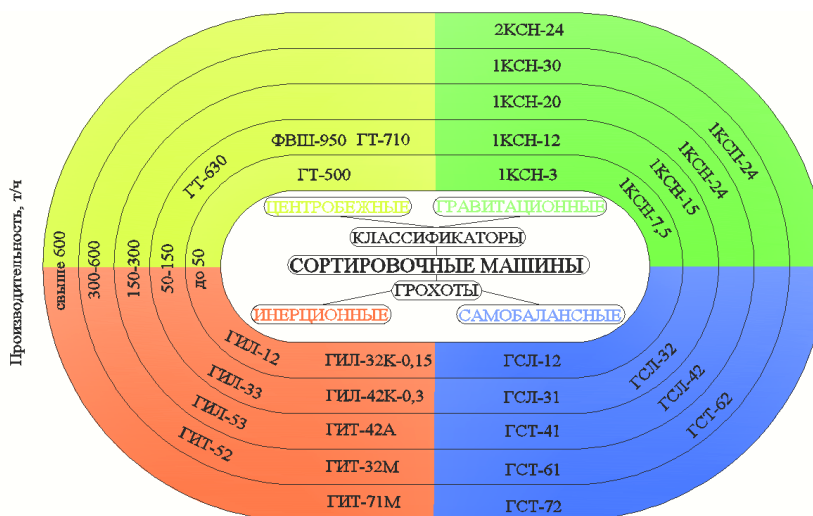 2КСН-24
1КСН-30
1КСН-20
ФВШ-950 ГТ-710 1КСН-12
ГТ-630 ГТ-500 1КСН-3
1КСП-24
1КСН-24
1КСН-15
1КСН-7,5
ЦЕНТРОБЕЖНЫЕ ГРАВИТАЦИОННЫЕ
КЛАССИФИКАТОРЫ
СОРТИРОВОЧНЫЕ МАШИНЫ
ГРОХОТЫ
ИНЕРЦИОННЫЕ САМОБАЛАНСНЫЕ
Производительность, т/ч
свыше 600
300-600
150-300
50-150
до 50
ГИЛ-12 ГИЛ-32К-0,15 ГСЛ-12 ГСЛ-32
ГИЛ-33 ГИЛ-42К-0,3 ГСЛ-31 ГСЛ-42
ГИЛ-53 ГИТ-42А ГСТ-41 ГСТ-62
ГИТ-52 ГИТ-32М ГСТ-61
ГИТ-71М ГСТ-72